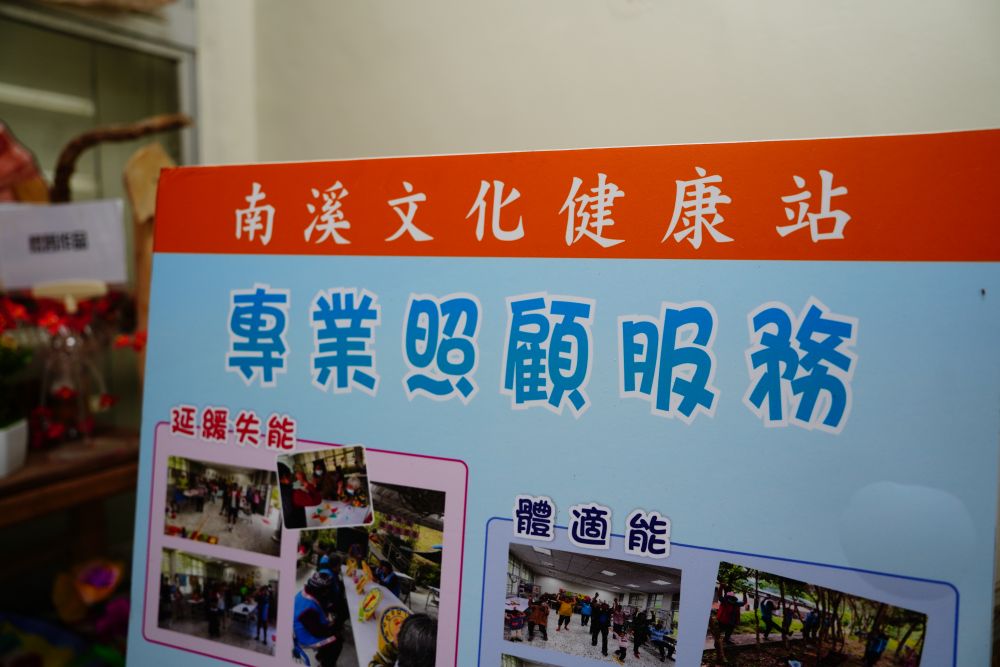 南溪文化健康站
專業照顧服務
延緩失能
體適能